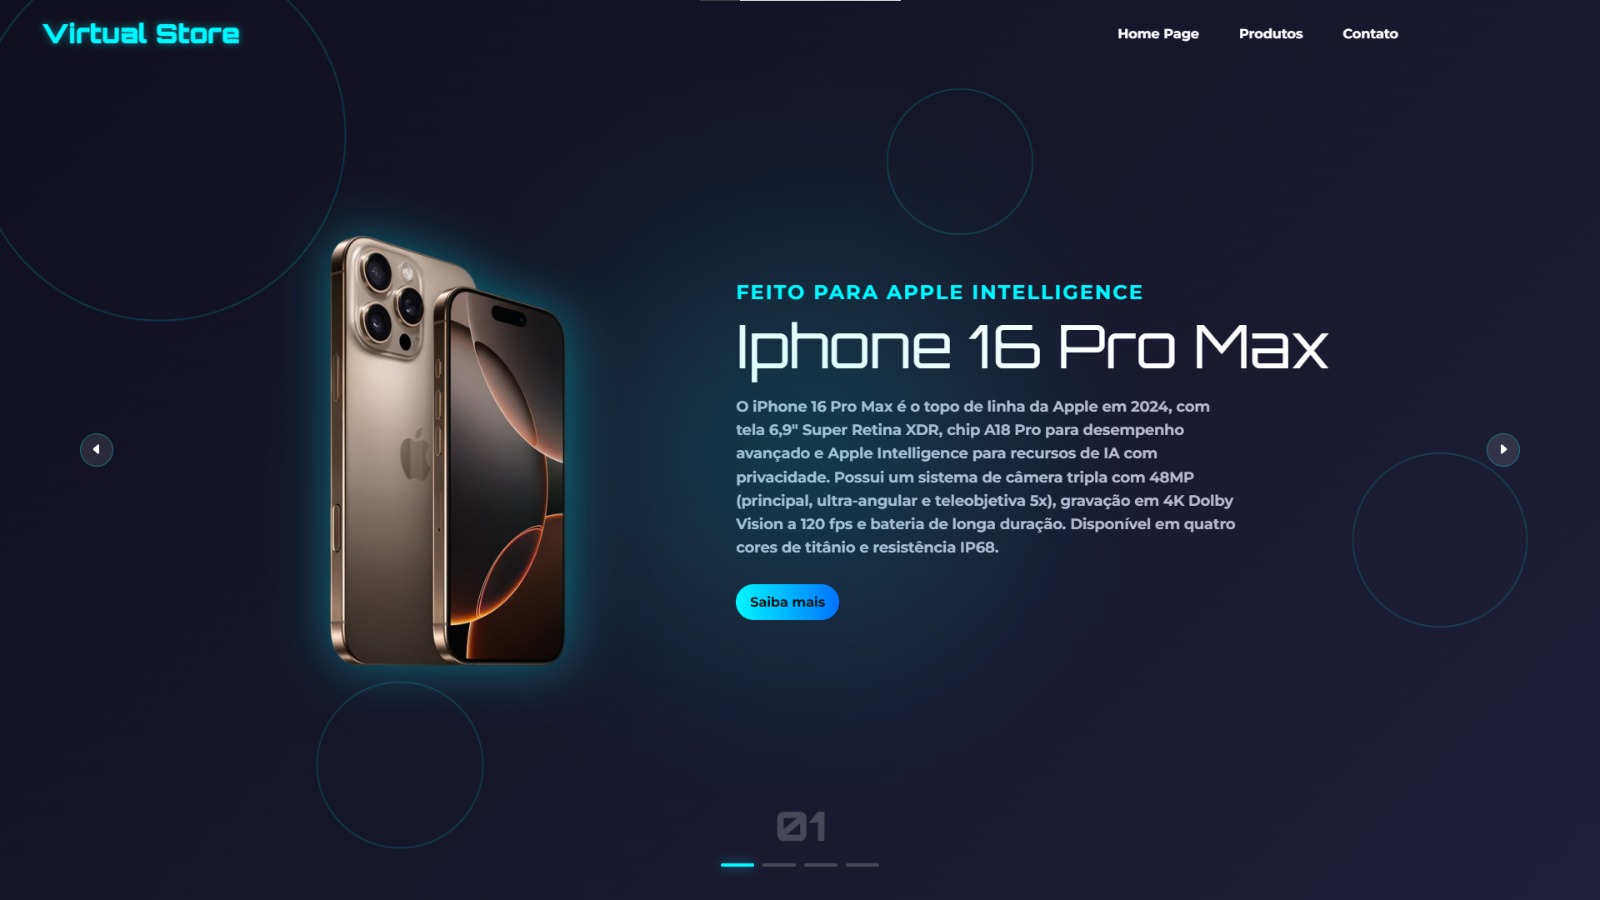 Virtual Store
Home Page
Produtos
Contato
FEITO PARA APPLE INTELLIGENCE
Iphone 16 Pro Max
O iPhone 16 Pro Max é o topo de linha da Apple em 2024, com
tela 6,9" Super Retina XDR, chip A18 Pro para desempenho
avançado e Apple Intelligence para recursos de IA com
privacidade. Possui um sistema de câmera tripla com 48MP
(principal, ultra-angular e teleobjetiva 5x), gravação em 4K Dolby
Vision a 120 fps e bateria de longa duração. Disponível em quatro
cores de titânio e resistência IP68.
Saiba mais
01